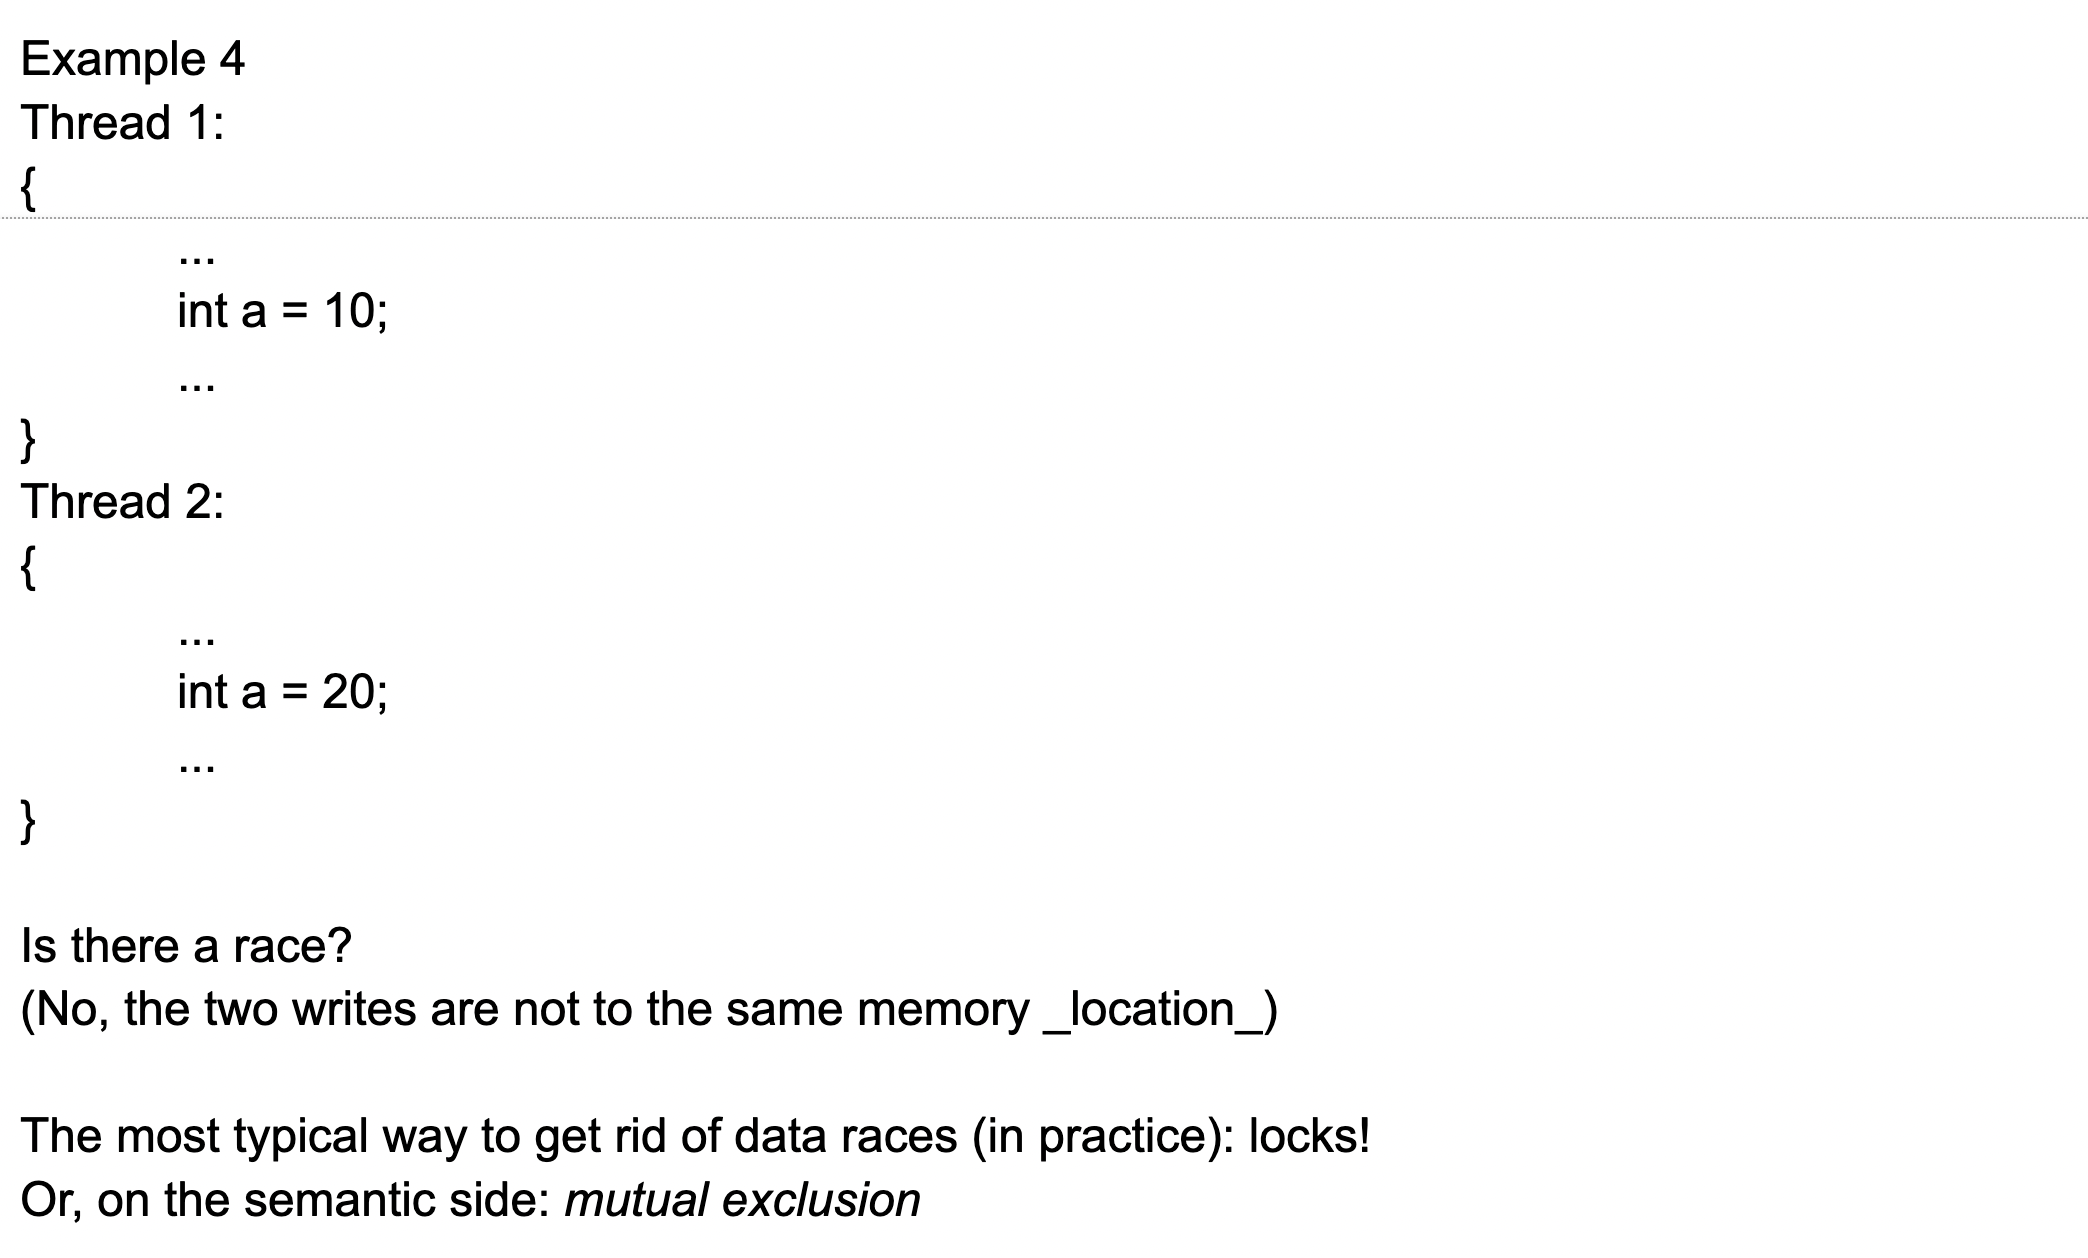 Example 4
Thread 1:
{
...
int a = 10;
...
}
Thread 2:
{
...
int a = 20;
...
}
Is there a race?
(No, the two writes are not to the same memory _location_)
The most typical way to get rid of data races (in practice): locks!
Or, on the semantic side: mutual exclusion